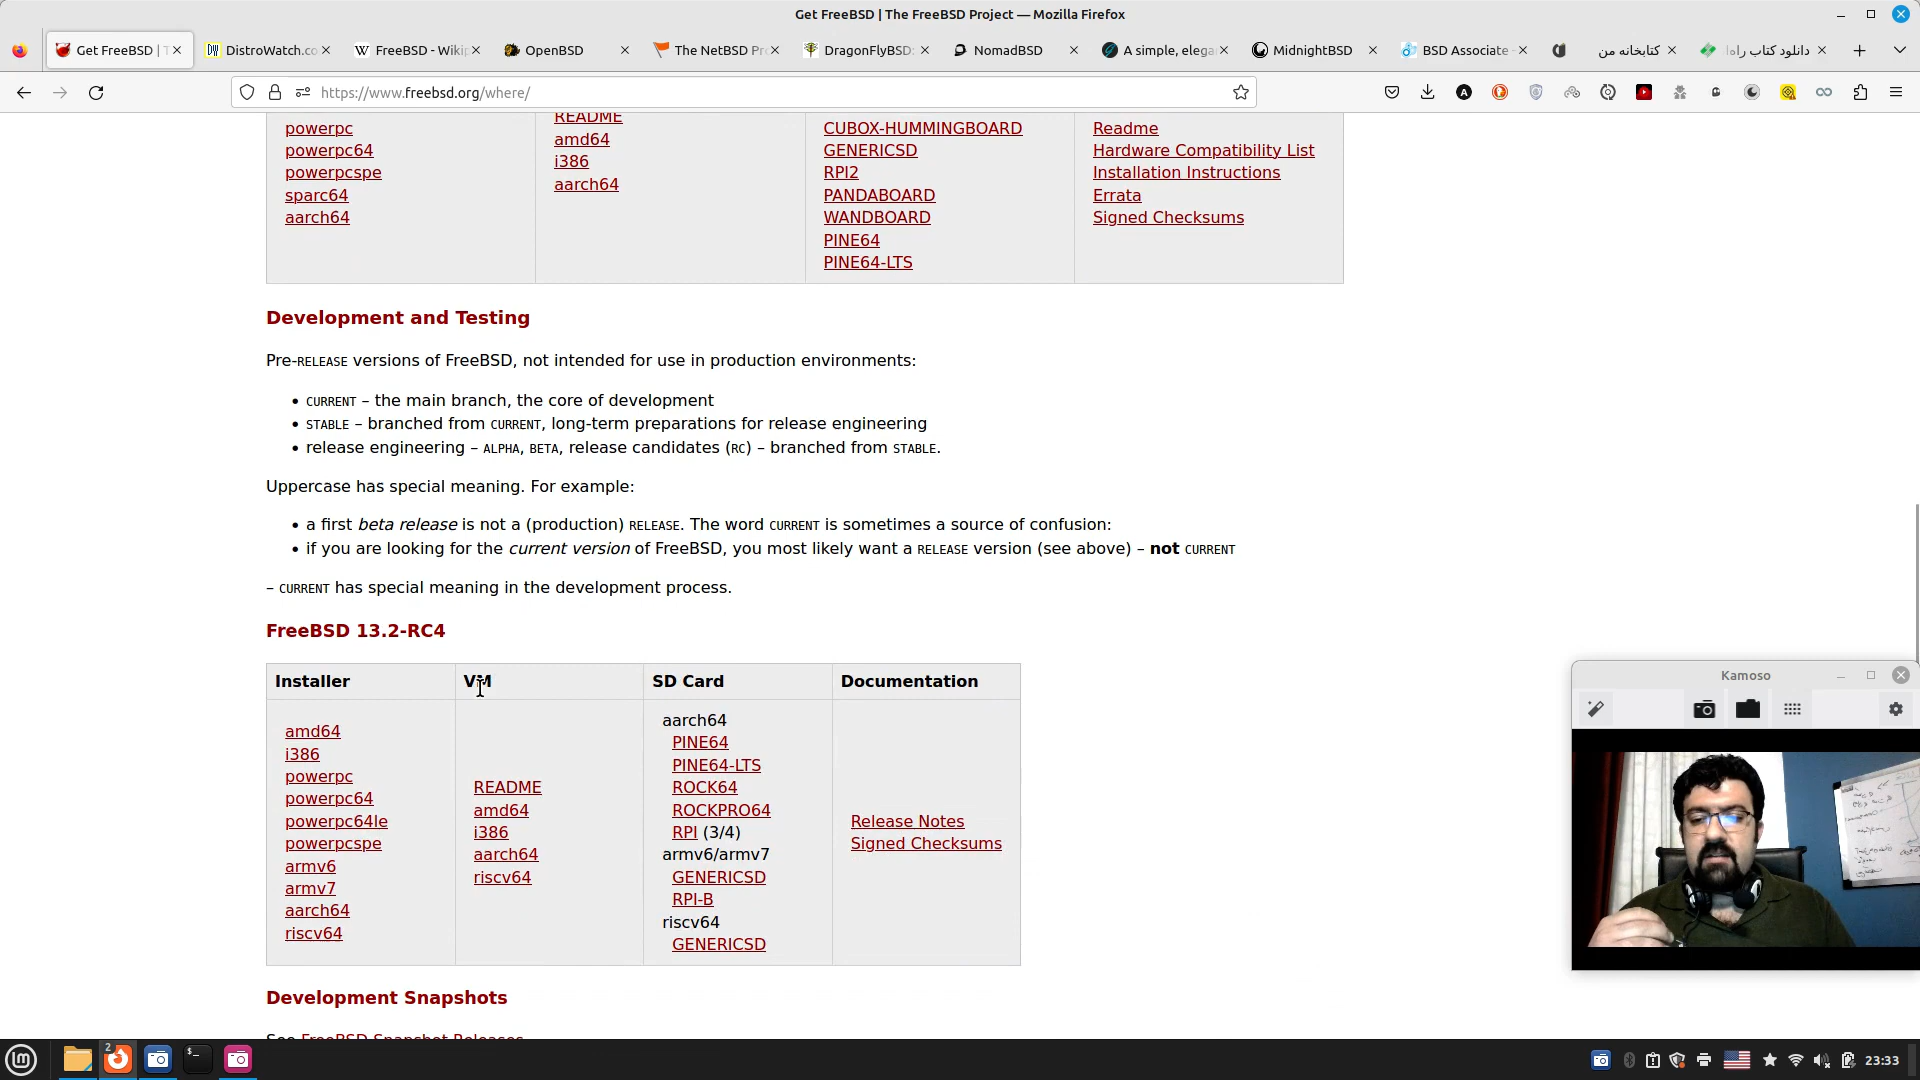 Get FreeBSD | The FreeBSD Project — Mozilla Firefox
Get FreeBSD | T
DistroWatch.co
FreeBSD - Wikip
OpenBSD
The NetBSD Pr
DragonFlyBSD:
NomadBSD
A simple, elega
MidnightBSD
BSD Associate -
کتابخانه من
دانلود کتاب راه‌ا
https://www.freebsd.org/where/
powerpc
powerpc64
powerpcspe
sparc64
aarch64
README
amd64
i386
aarch64
CUBOX-HUMMINGBOARD
GENERICSD
RPI2
PANDABOARD
WANDBOARD
PINE64
PINE64-LTS
Readme
Hardware Compatibility List
Installation Instructions
Errata
Signed Checksums
Development and Testing
Pre-RELEASE versions of FreeBSD, not intended for use in production environments:
• CURRENT – the main branch, the core of development
• STABLE – branched from CURRENT, long-term preparations for release engineering
• release engineering – ALPHA, BETA, release candidates (RC) – branched from STABLE.
Uppercase has special meaning. For example:
• a first beta release is not a (production) RELEASE. The word CURRENT is sometimes a source of confusion:
• if you are looking for the current version of FreeBSD, you most likely want a RELEASE version (see above) – not CURRENT
– CURRENT has special meaning in the development process.
FreeBSD 13.2-RC4
Installer
VM
SD Card
Documentation
amd64
i386
powerpc
powerpc64
powerpc64le
powerpcspe
armv6
armv7
aarch64
riscv64
README
amd64
i386
aarch64
riscv64
aarch64
PINE64
PINE64-LTS
ROCK64
ROCKPRO64
RPI (3/4)
armv6/armv7
GENERICSD
RPI-B
riscv64
GENERICSD
Release Notes
Signed Checksums
Development Snapshots
See FreeBSD Snapshot Releases
Kamoso
2
23:33